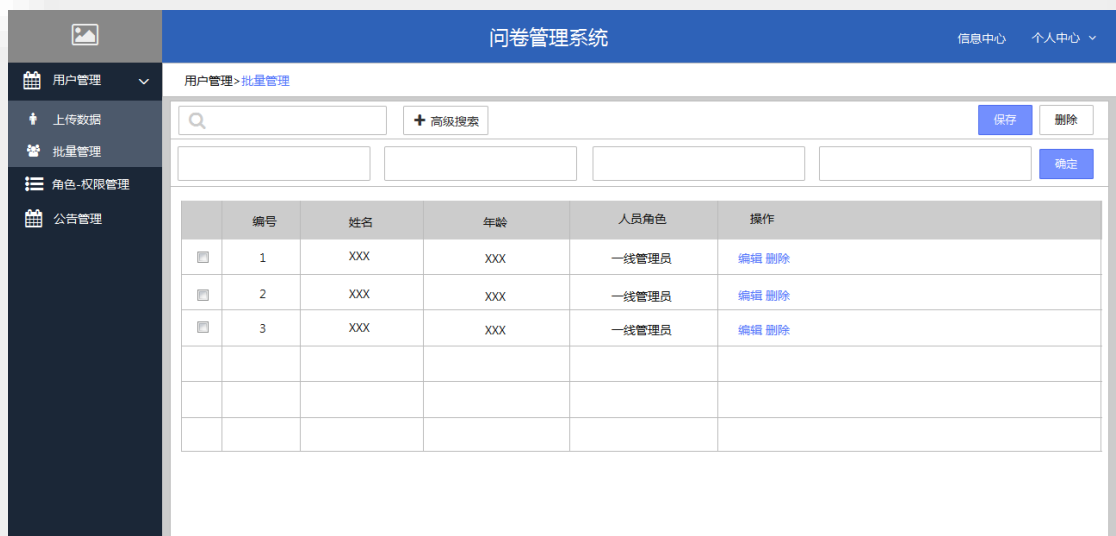 问卷管理系统
信息中心 个人中心
用户管理
用户管理>批量管理
上传数据
批量管理
角色-权限管理
公告管理
高级搜索 保存 删除
确定
编号 姓名 年龄 人员角色 操作
1 XXX XXX 一线管理员 编辑 删除
2 XXX XXX 一线管理员 编辑 删除
3 XXX XXX 一线管理员 编辑 删除